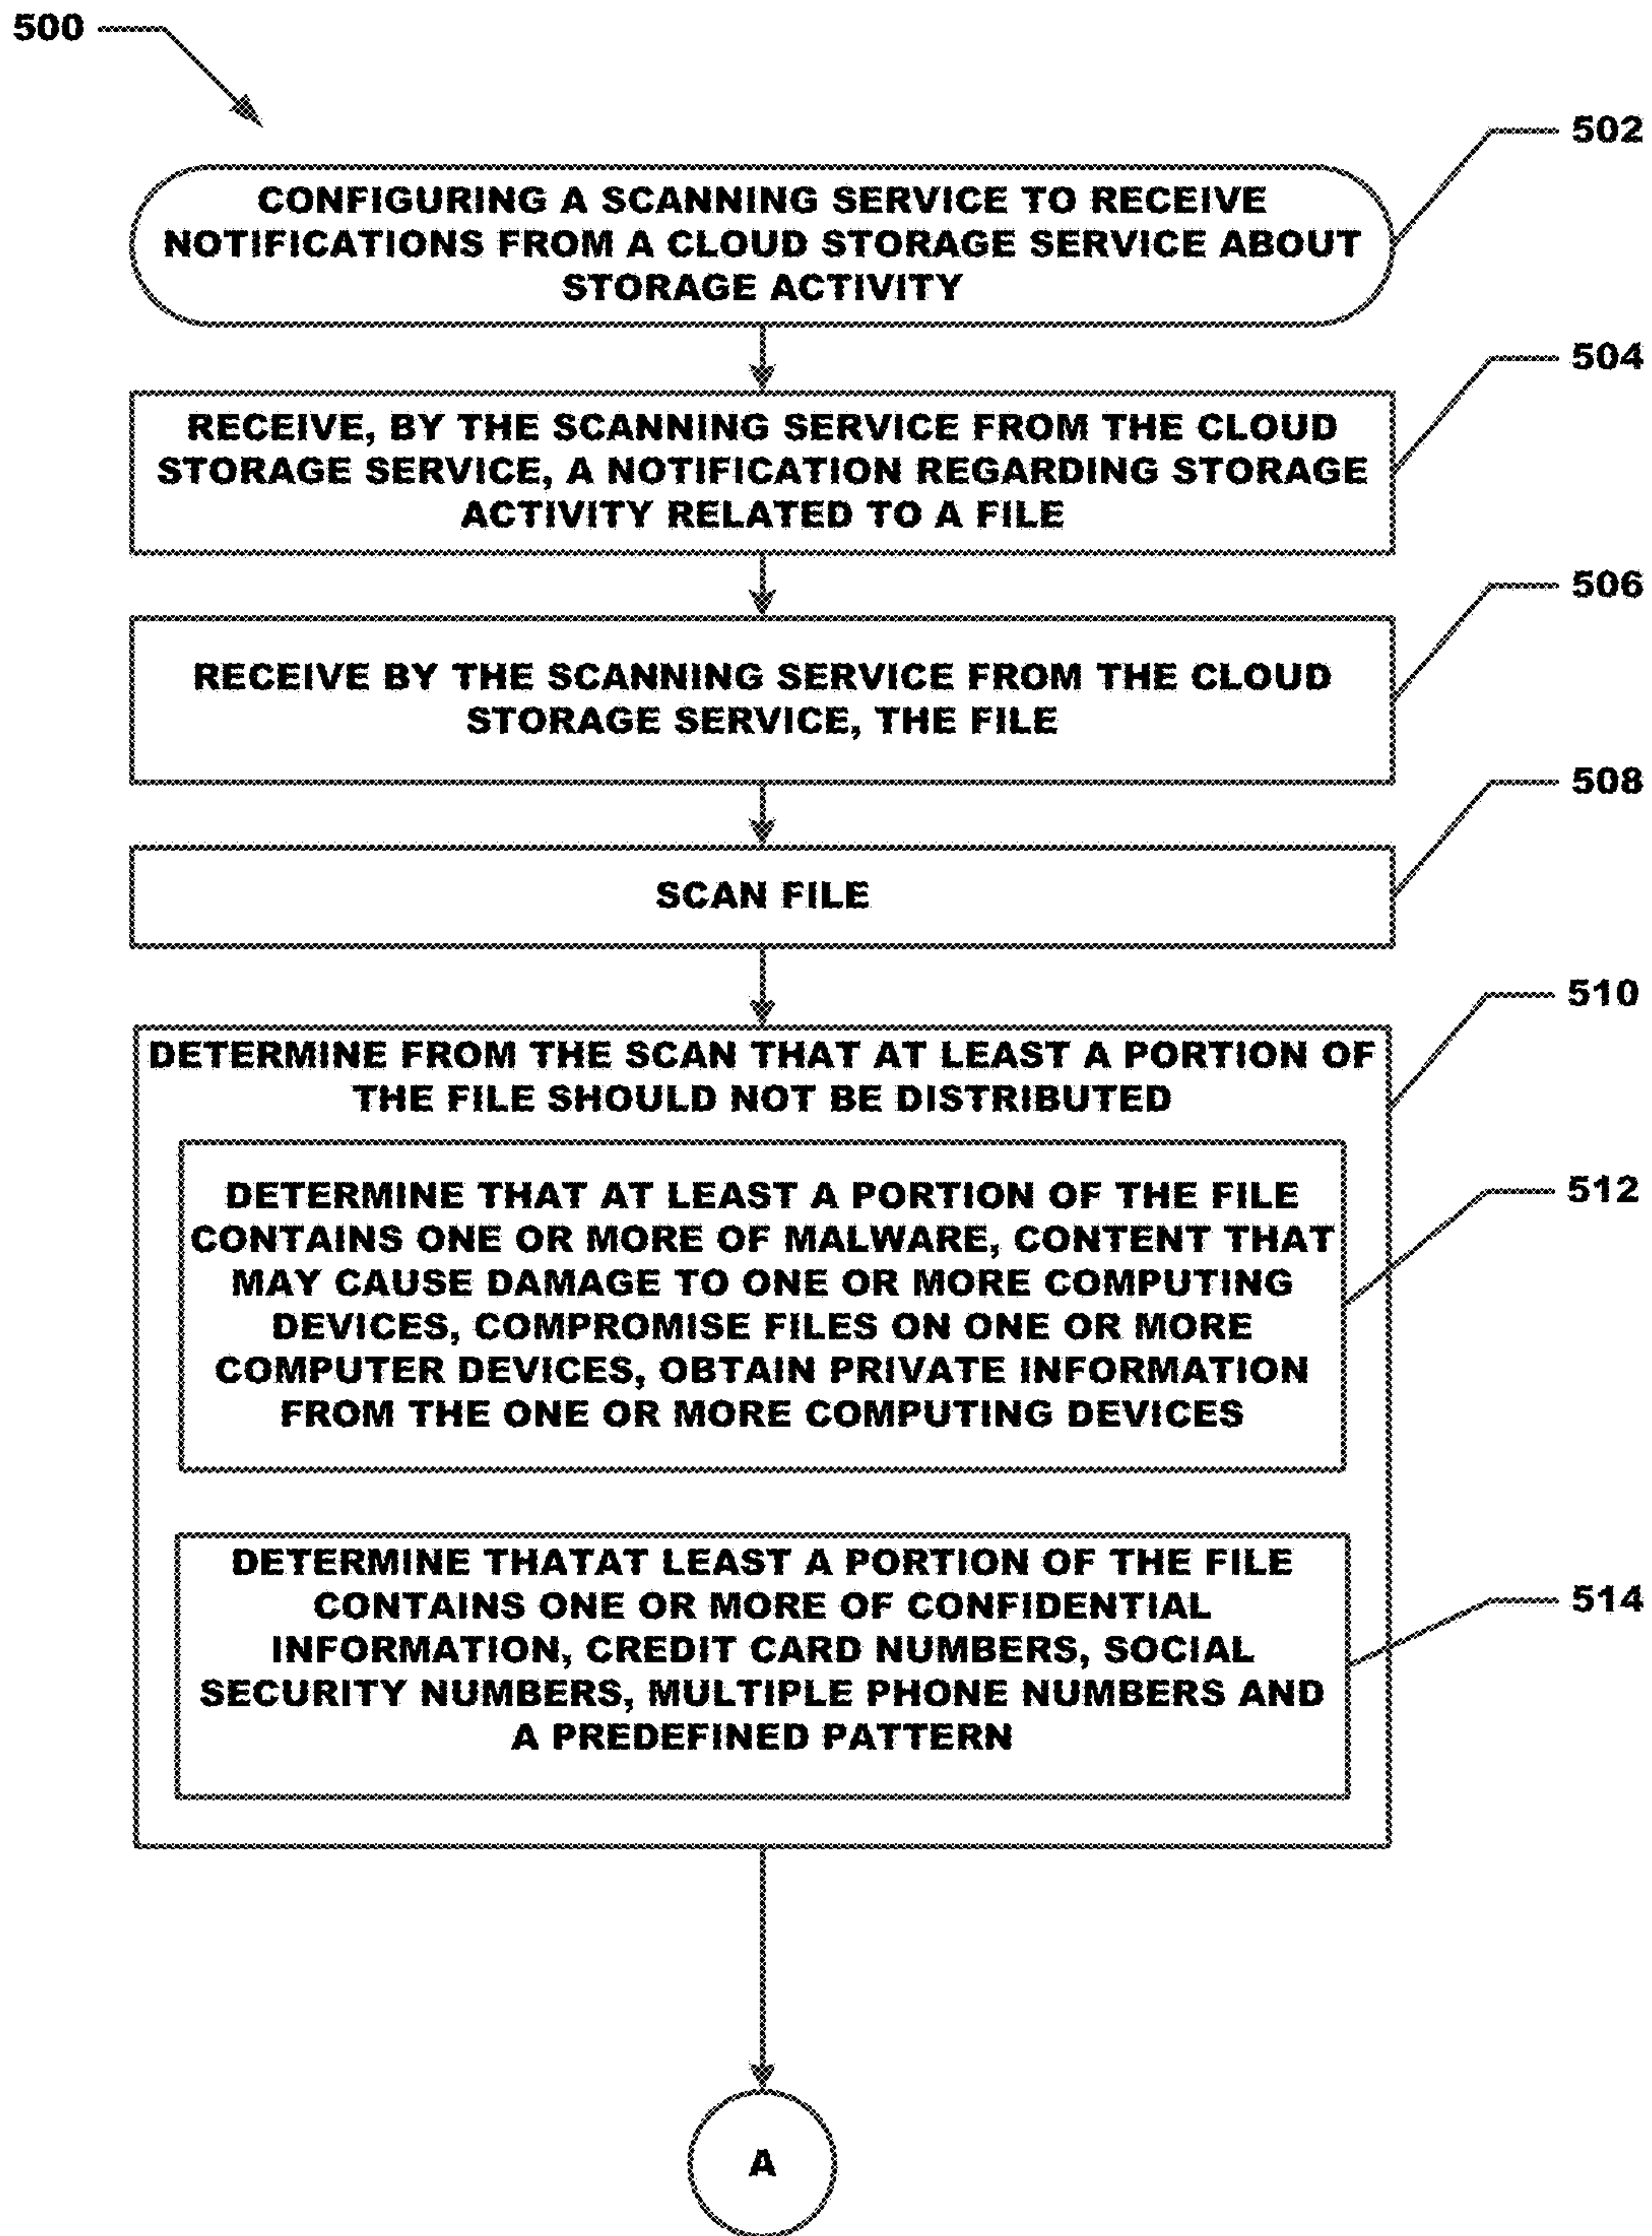 500
502
CONFIGURING A SCANNING SERVICE TO RECEIVE
NOTIFICATIONS FROM A CLOUD STORAGE SERVICE ABOUT
STORAGE ACTIVITY
504
RECEIVE, BY THE SCANNING SERVICE FROM THE CLOUD
STORAGE SERVICE, A NOTIFICATION REGARDING STORAGE
ACTIVITY RELATED TO A FILE
506
RECEIVE BY THE SCANNING SERVICE FROM THE CLOUD
STORAGE SERVICE, THE FILE
508
SCAN FILE
510
DETERMINE FROM THE SCAN THAT AT LEAST A PORTION OF
THE FILE SHOULD NOT BE DISTRIBUTED
512
DETERMINE THAT AT LEAST A PORTION OF THE FILE
CONTAINS ONE OR MORE OF MALWARE, CONTENT THAT
MAY CAUSE DAMAGE TO ONE OR MORE COMPUTING
DEVICES, COMPROMISE FILES ON ONE OR MORE
COMPUTER DEVICES, OBTAIN PRIVATE INFORMATION
FROM THE ONE OR MORE COMPUTING DEVICES
514
DETERMINE THATAT LEAST A PORTION OF THE FILE
CONTAINS ONE OR MORE OF CONFIDENTIAL
INFORMATION, CREDIT CARD NUMBERS, SOCIAL
SECURITY NUMBERS, MULTIPLE PHONE NUMBERS AND
A PREDEFINED PATTERN
A